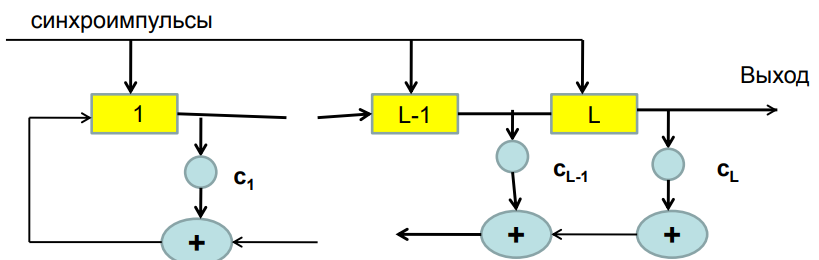 синхроимпульсы
Выход
1
L-1
L
c1
cL-1
cL
+
+
+